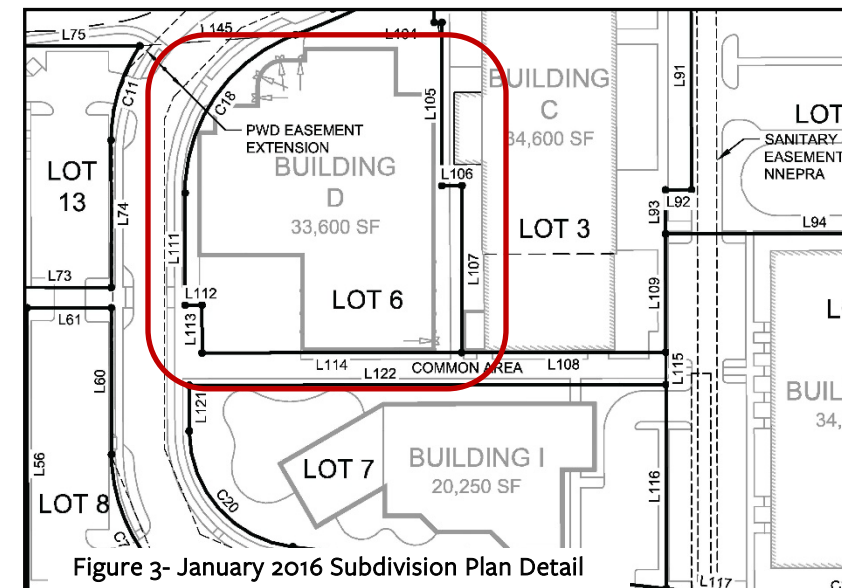 L75
L145
L104
C11
C18
L105
L91
PWD EASEMENT
EXTENSION
BUILDING
D
33,600 SF
BUILDING
C
34,600 SF
LOT
SANITARY
EASEMENT
NNEPRA
LOT
13
L74
L106
L92
L93
L94
L111
LOT 3
L107
L73
L112
LOT 6
L109
L61
L113
L114
COMMON AREA
L108
L115
L122
L60
L121
BUIL
34,
LOT 7
BUILDING I
20,250 SF
L56
L116
LOT 8
C20
C7
L117
Figure 3- January 2016 Subdivision Plan Detail